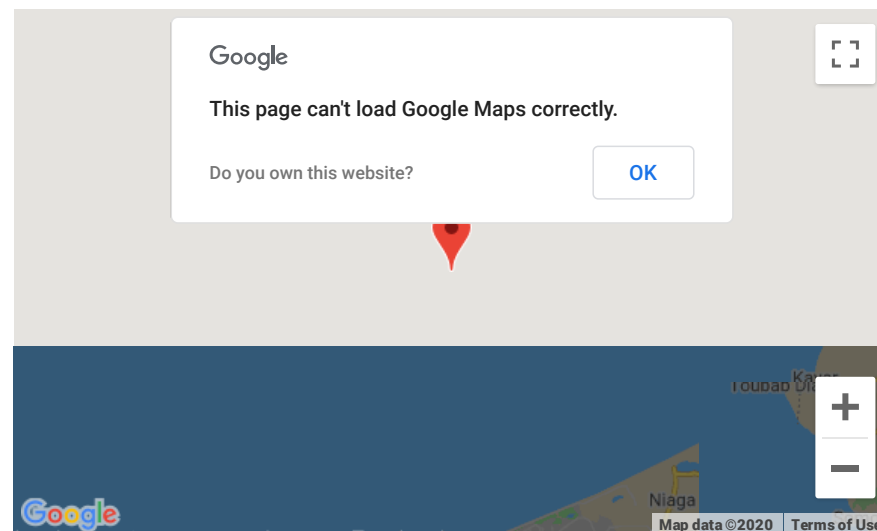 Google
This page can't load Google Maps correctly.
Do you own this website?
OK
Niaga
Google
Map data ©2020
Terms of Us